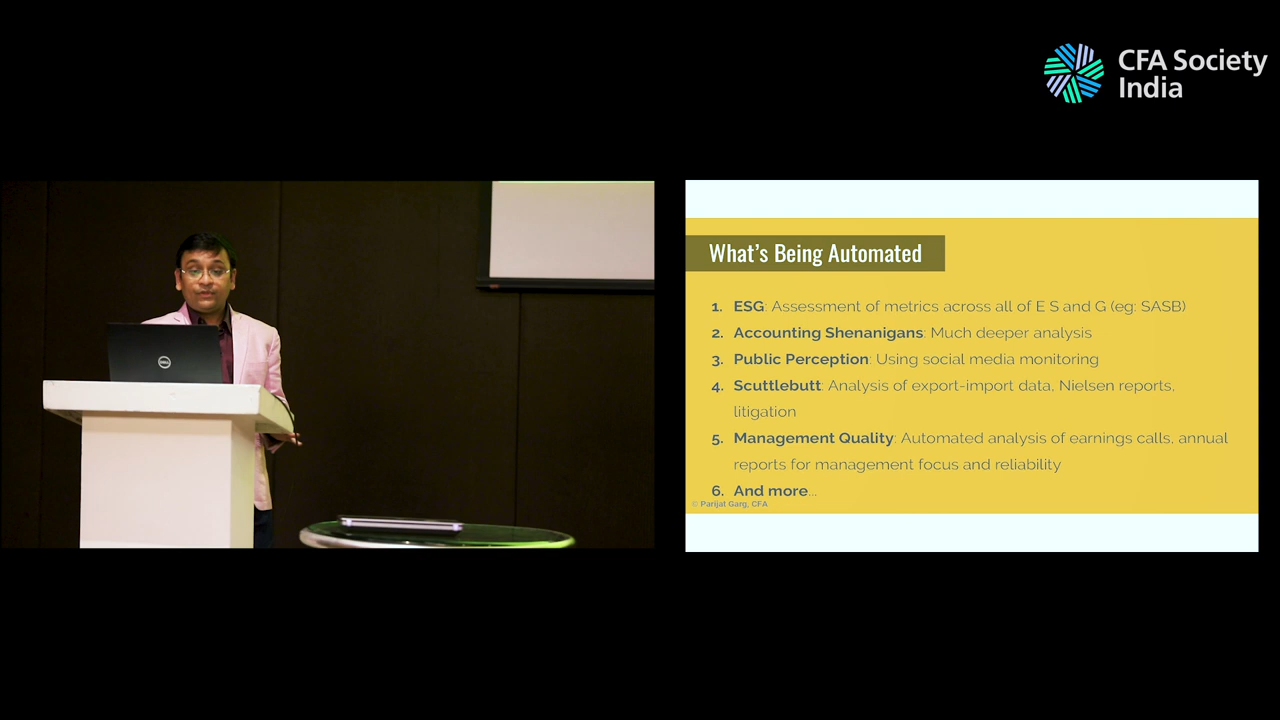 CFA Society
India
What's Being Automated
1. ESG: Assessment of metrics across all of E S and G (eg: SASB)
2. Accounting Shenanigans: Much deeper analysis
3. Public Perception: Using social media monitoring
4. Scuttlebutt: Analysis of export-import data, Nielsen reports,
litigation
5. Management Quality: Automated analysis of earnings calls, annual
reports for management focus and reliability
6. And more...
© Parijat Garg, CFA
DELL